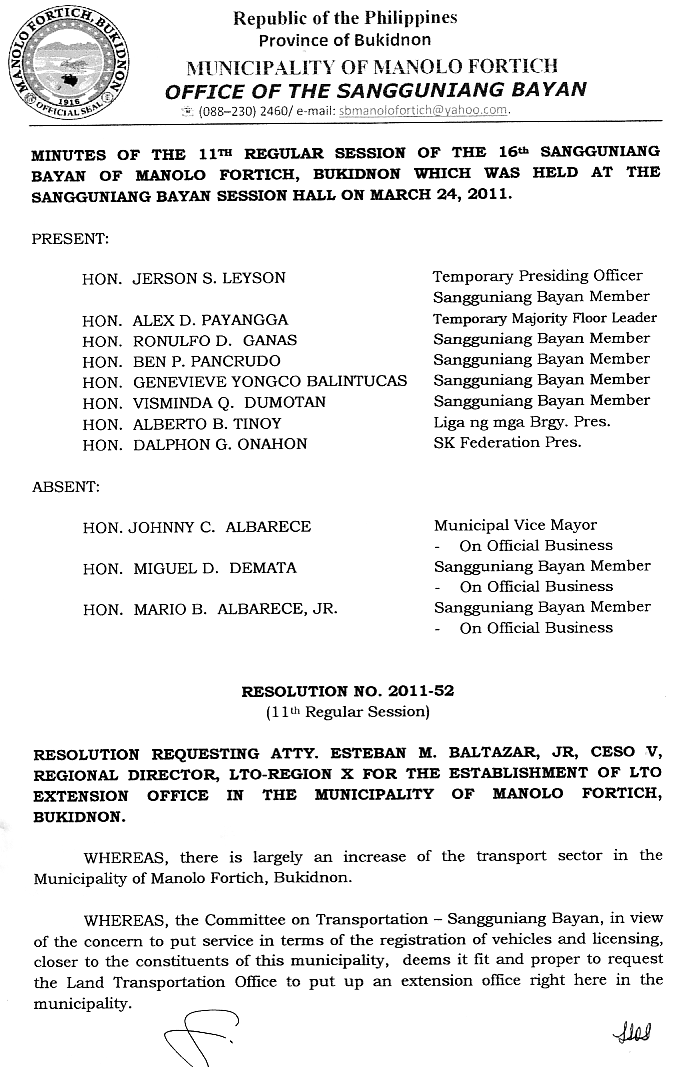 MANOLO FORTICH, BUKIDNON
1916
OFFICIAL SEAL
Republic of the Philippines
Province of Bukidnon
MUNICIPALITY OF MANOLO FORTICH
OFFICE OF THE SANGGUNIANG BAYAN
(088–230) 2460/ e-mail: sbmanolofortich@yahoo.com.
MINUTES OF THE 11TH REGULAR SESSION OF THE 16th SANGGUNIANG
BAYAN OF MANOLO FORTICH, BUKIDNON WHICH WAS HELD AT THE
SANGGUNIANG BAYAN SESSION HALL ON MARCH 24, 2011.
PRESENT:
HON. JERSON S. LEYSON Temporary Presiding Officer
Sangguniang Bayan Member
HON. ALEX D. PAYANGGA Temporary Majority Floor Leader
HON. RONULFO D. GANAS Sangguniang Bayan Member
HON. BEN P. PANCRUDO Sangguniang Bayan Member
HON. GENEVIEVE YONGCO BALINTUCAS Sangguniang Bayan Member
HON. VISMINDA Q. DUMOTAN Sangguniang Bayan Member
HON. ALBERTO B. TINOY Liga ng mga Brgy. Pres.
HON. DALPHON G. ONAHON SK Federation Pres.
ABSENT:
HON. JOHNNY C. ALBARECE Municipal Vice Mayor
- On Official Business
HON. MIGUEL D. DEMATA Sangguniang Bayan Member
- On Official Business
HON. MARIO B. ALBARECE, JR. Sangguniang Bayan Member
- On Official Business
RESOLUTION NO. 2011-52
(11th Regular Session)
RESOLUTION REQUESTING ATTY. ESTEBAN M. BALTAZAR, JR, CESO V,
REGIONAL DIRECTOR, LTO-REGION X FOR THE ESTABLISHMENT OF LTO
EXTENSION OFFICE IN THE MUNICIPALITY OF MANOLO FORTICH,
BUKIDNON.
WHEREAS, there is largely an increase of the transport sector in the
Municipality of Manolo Fortich, Bukidnon.
WHEREAS, the Committee on Transportation – Sangguniang Bayan, in view
of the concern to put service in terms of the registration of vehicles and licensing,
closer to the constituents of this municipality, deems it fit and proper to request
the Land Transportation Office to put up an extension office right here in the
municipality.